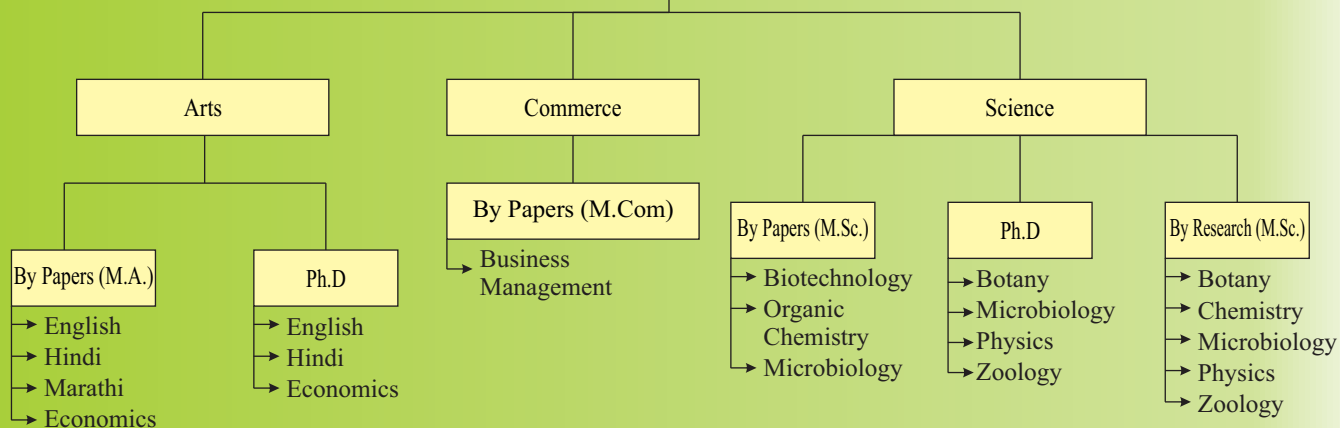 Arts
Commerce
Science
By Papers (M.A.)
English
Hindi
Marathi
Economics
Ph.D
English
Hindi
Economics
By Papers (M.Com)
Business
Management
By Papers (M.Sc.)
Biotechnology
Organic
Chemistry
Microbiology
Ph.D
Botany
Microbiology
Physics
Zoology
By Research (M.Sc.)
Botany
Chemistry
Microbiology
Physics
Zoology